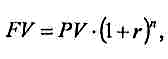 FV = PV·(1+r)ⁿ,